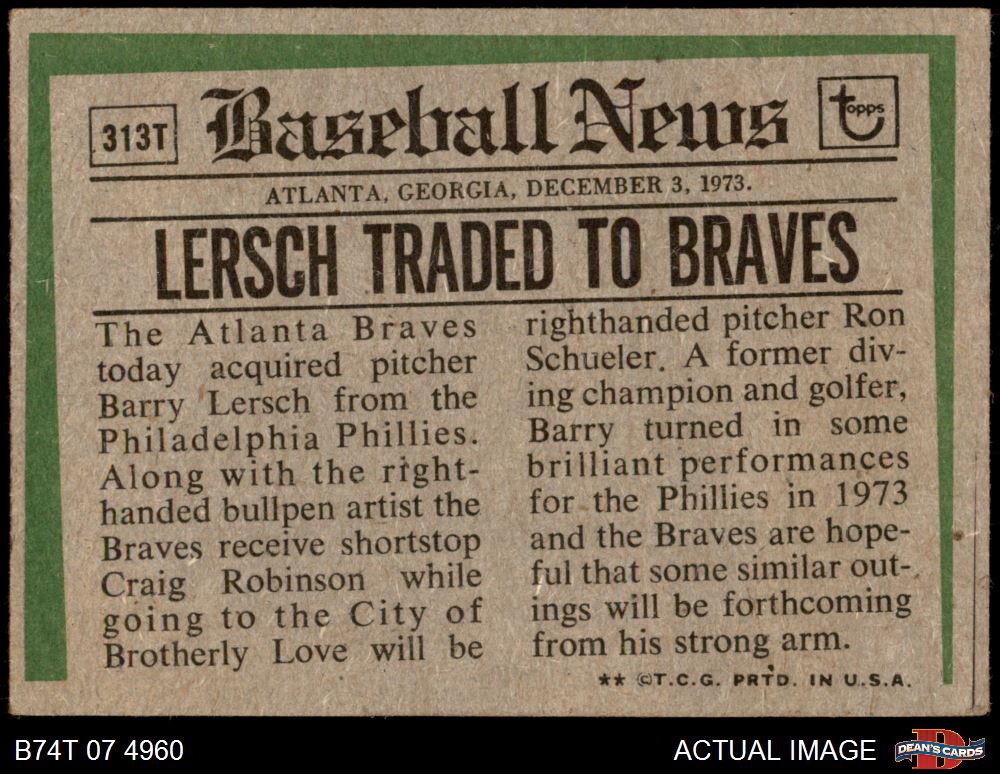 313T
Baseball News
topps
ATLANTA, GEORGIA, DECEMBER 3, 1973.
LERSCH TRADED TO BRAVES
The Atlanta Braves
today acquired pitcher
Barry Lersch from the
Philadelphia Phillies.
Along with the right-
handed bullpen artist the
Braves receive shortstop
Craig Robinson while
going to the City of
Brotherly Love will be
righthanded pitcher Ron
Schueler. A former div-
ing champion and golfer,
Barry turned in some
brilliant performances
for the Phillies in 1973
and the Braves are hope-
ful that some similar out-
ings will be forthcoming
from his strong arm.
** ©T.C.G. PRT'D. IN U.S.A.
B74T 07 4960
ACTUAL IMAGE
DEAN'S CARDS